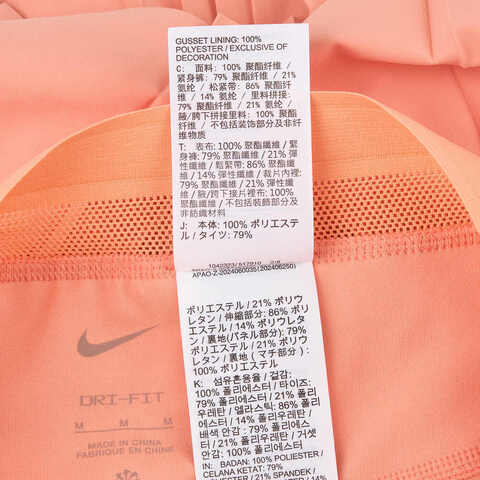 GUSSET LINING: 100%
POLYESTER / EXCLUSIVE OF
DECORATION
C: 面料: 100% 聚酯纤维 /
紧身裤: 79% 聚酯纤维 / 21%
氨纶 / 松紧带: 86% 聚酯纤维
/ 14% 氨纶 / 里料拼接:
79% 聚酯纤维 / 21% 氨纶 /
腋/胯下拼接里料: 100% 聚酯
纤维 / 不包括装饰部分及非纤
维物质
T: 表布: 100% 聚酯纖維 / 緊
身褲: 79% 聚酯纖維 / 21% 彈
性纖維 / 鬆緊帶: 86% 聚酯纖
維 / 14% 彈性纖維 / 裁片內裡:
79% 聚酯纖維 / 21% 彈性纖
維 / 腋下/胯下接片內裡: 100%
聚酯纖維 / 不包括裝飾部分及
非紡織材質
J: 本体: 100% ポリエステル
/ タイツ: 79%
APAO-Z-2024060035(202406250)
ポリエステル / 21% ポリウ
レタン / 伸縮部分: 86% ポリ
エステル / 14% ポリウレタン
/ 裏地(パネル部分): 79%
ポリエステル / 21% ポリウレ
タン / 裏地 ( マチ部分 ): 100%
ポリエステル
K: 섬유혼용율 / 겉감:
100% 폴리에스터 / 타이즈:
79% 폴리에스터 / 21% 폴리
우레탄 / 엘라스틱: 86% 폴리
에스터 / 14% 폴리우레탄 /
배색 안감 : 79% 폴리에스터
/ 21% 폴리우레탄 / 거셋
안감: 100% 폴리에스터
IN: BADAN: 100% POLIESTER /
CELANA KETAT: 79%
POLIESTER / 21% SPANDEK /
DRI-FIT
M M M
MADE IN CHINA
FABRIQUÉ EN CHINE